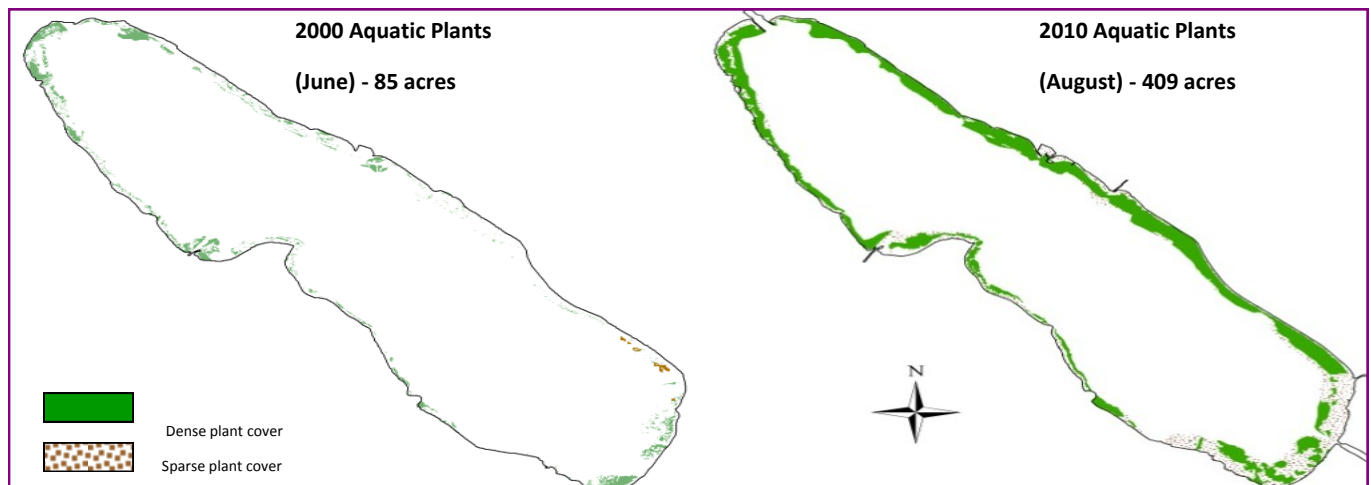 2000 Aquatic Plants
(June) - 85 acres
2010 Aquatic Plants
(August) - 409 acres
N
Dense plant cover
Sparse plant cover